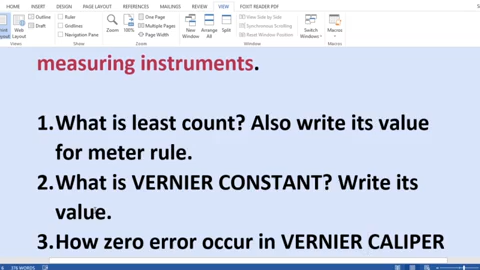 FILE HOME INSERT DESIGN PAGE LAYOUT REFERENCES MAILINGS REVIEW VIEW FOXIT READER PDF
Outline
Draft
Ruler
Gridlines
Navigation Pane
Zoom
100%
One Page
Multiple Pages
Page Width
New Window
Arrange All
Split
View Side by Side
Synchronous Scrolling
Reset Window Position
Switch Windows
Macros
Web Layout
Views
Show
Zoom
Window
Macros
measuring instruments.
1. What is least count? Also write its value
for meter rule.
2. What is VERNIER CONSTANT? Write its
value.
3. How zero error occur in VERNIER CALIPER
378 WORDS